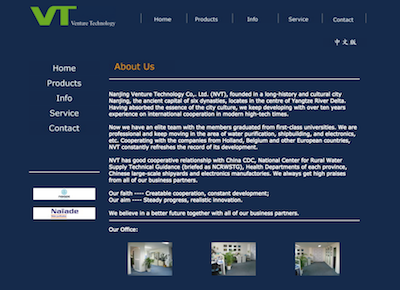 VT Venture Technology
Home
Products
Info
Service
Contact
中文版
Home
Products
Info
Service
Contact
About Us
Nanjing Venture Technology Co,. Ltd. (NVT), founded in a long-history and cultural city
Nanjing, the ancient capital of six dynasties, locates in the centre of Yangtze River Delta.
Having absorbed the essence of the city culture, we keep developing with over ten years
experience on international cooperation in modern high-tech times.
Now we have an elite team with the members graduated from first-class universities. We are
professional and keep moving in the area of water purification, shipbuilding, and electronics,
etc. Cooperating with the companies from Holland, Belgium and other European countries,
NVT constantly refreshes the record of its development.
NVT has good cooperative relationship with China CDC, National Center for Rural Water
Supply Technical Guidance (briefed as NCRWSTG), Health Departments of each province,
Chinese large-scale shipyards and electronics manufactories. We always get high praises
from all of our business partners.
Our faith ---- Creatable cooperation, constant development;
Our aim ---- Steady progress, realistic innovation.
Naiade
We believe in a better future together with all of our business partners.
Our Office: